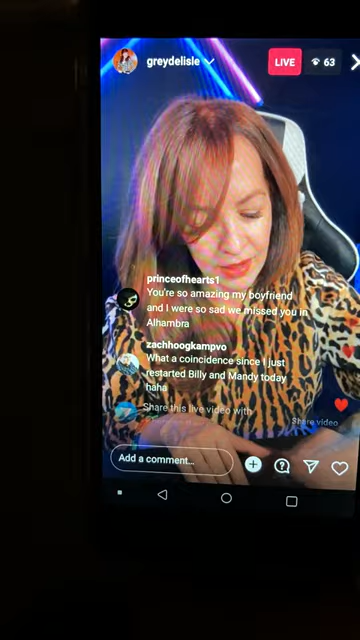 greydelisle
LIVE
63
princeofhearts1
You're so amazing my boyfriend
and I were so sad we missed you in
Alhambra
zachhoogkampvo
What a coincidence since I just
restarted Billy and Mandy today
haha
Share this live video with
Share video
Add a comment...